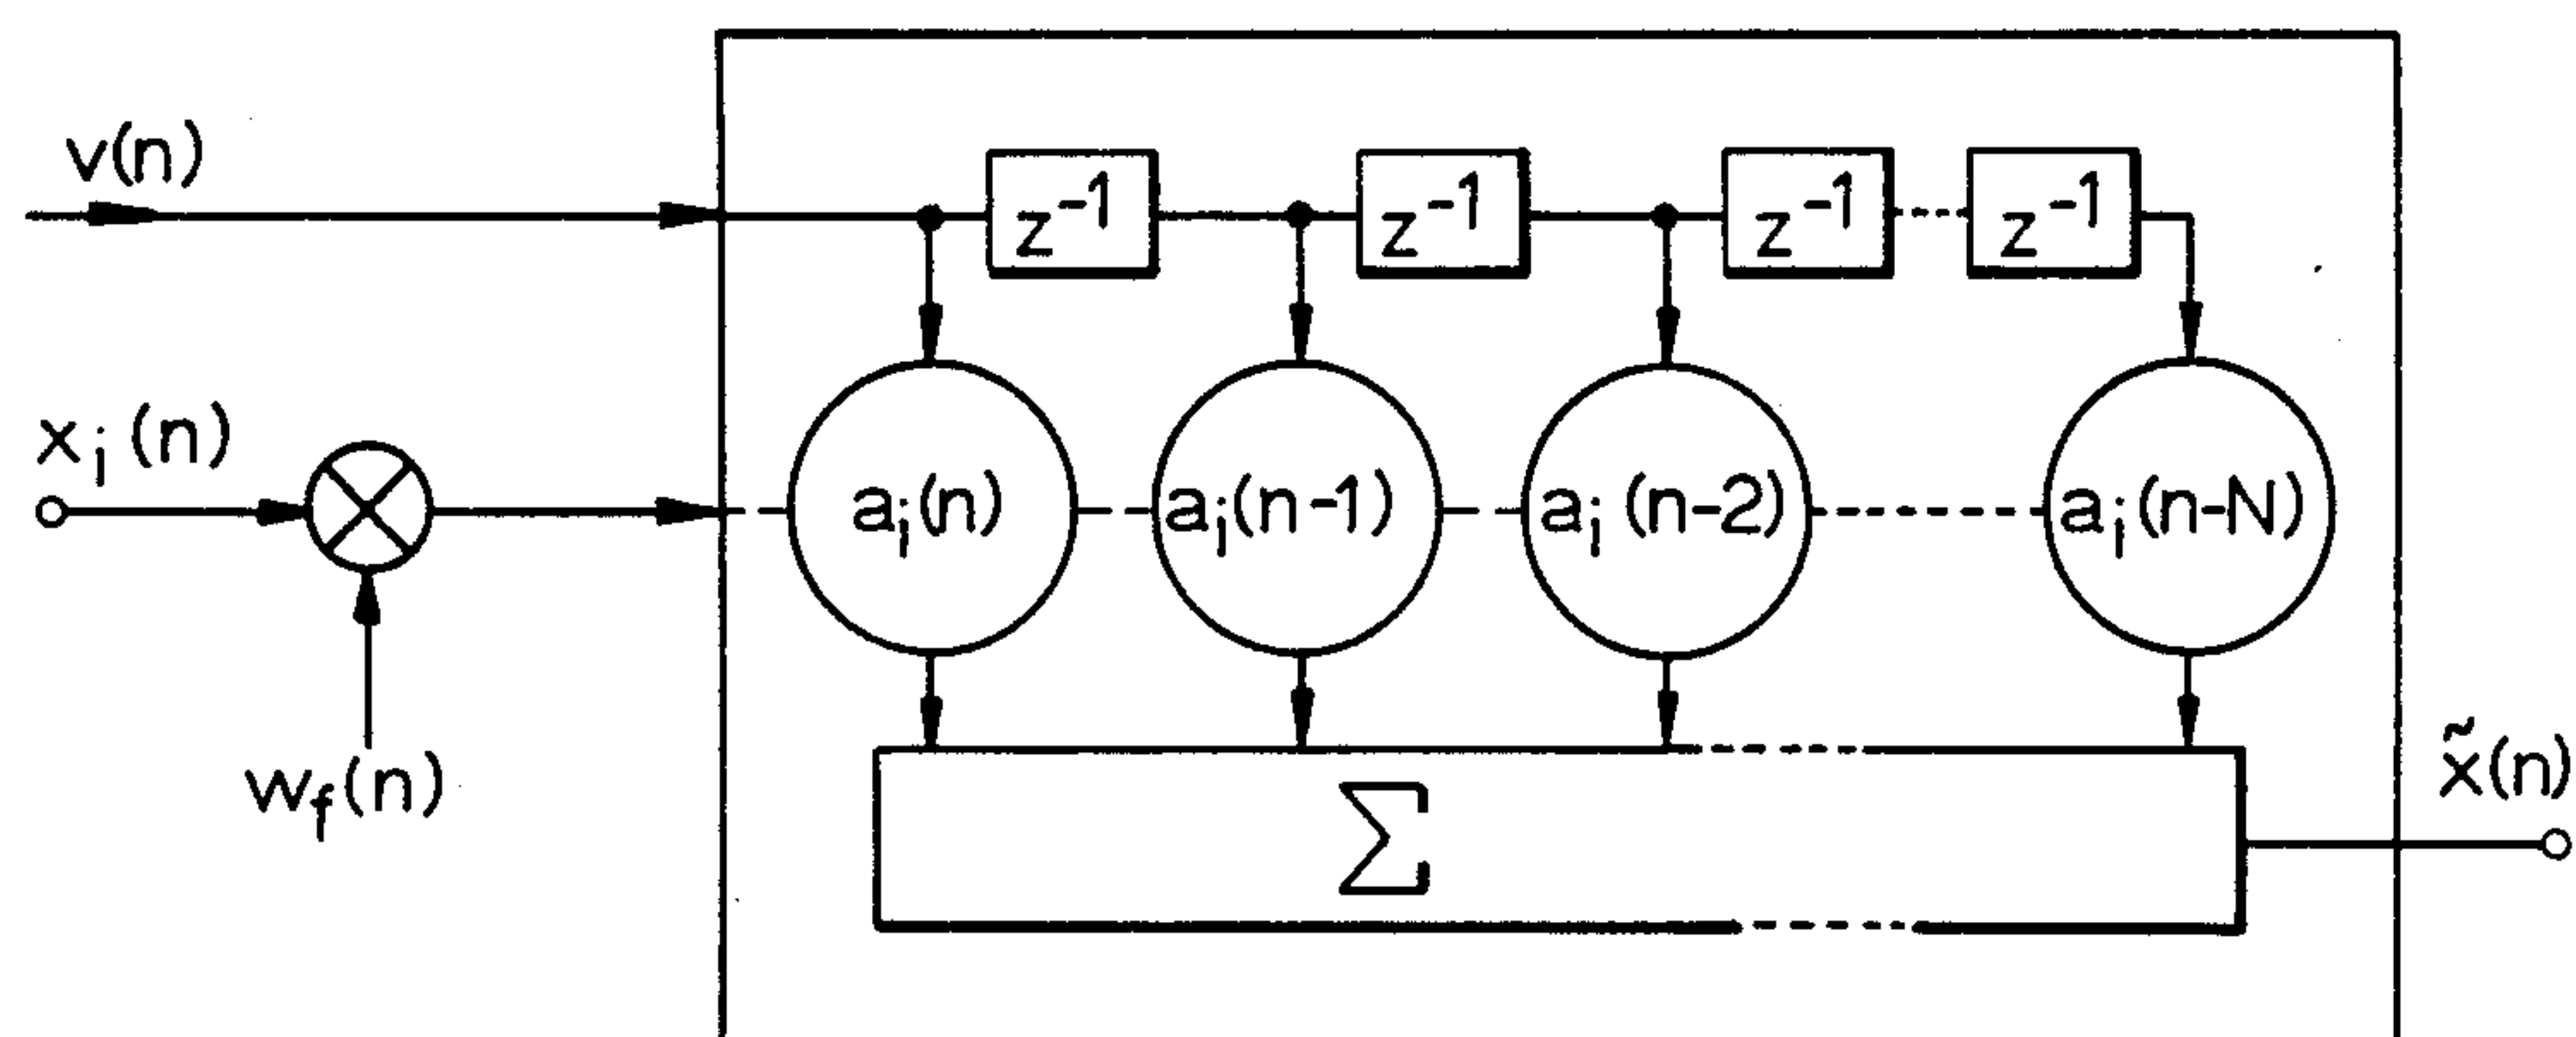 v(n)
z⁻¹ z⁻¹ z⁻¹ z⁻¹
xᵢ(n)
aᵢ(n) aᵢ(n-1) aᵢ(n-2) aᵢ(n-N)
w_f(n)
x̃(n)
Σ